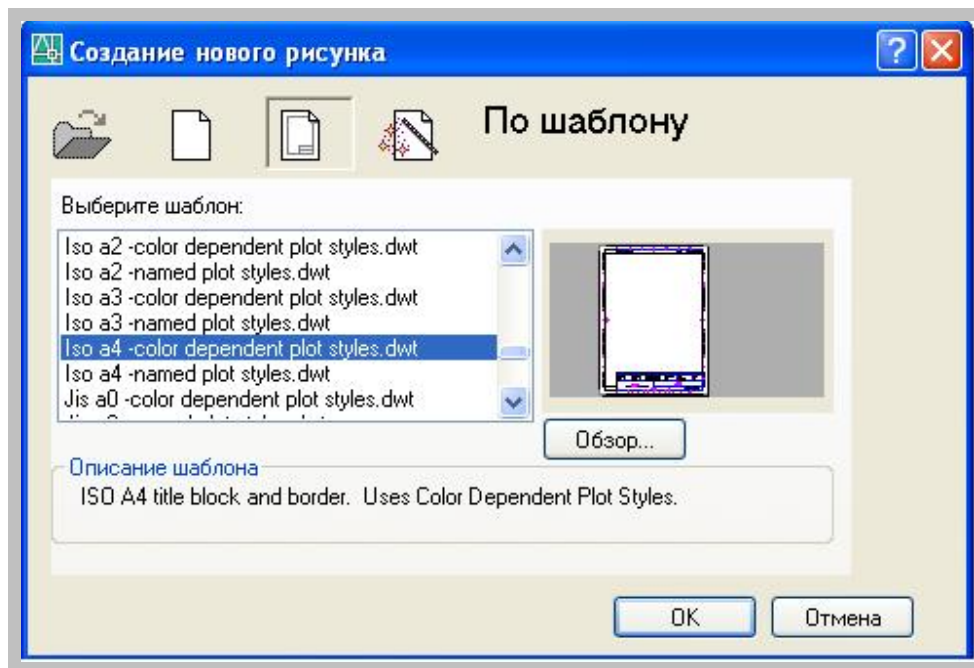 Создание нового рисунка
По шаблону
Выберите шаблон:
Iso a2 -color dependent plot styles.dwt
Iso a2 -named plot styles.dwt
Iso a3 -color dependent plot styles.dwt
Iso a3 -named plot styles.dwt
Iso a4 -color dependent plot styles.dwt
Iso a4 -named plot styles.dwt
Jis a0 -color dependent plot styles.dwt
Обзор...
Описание шаблона
ISO A4 title block and border.  Uses Color Dependent Plot Styles.
OK
Отмена